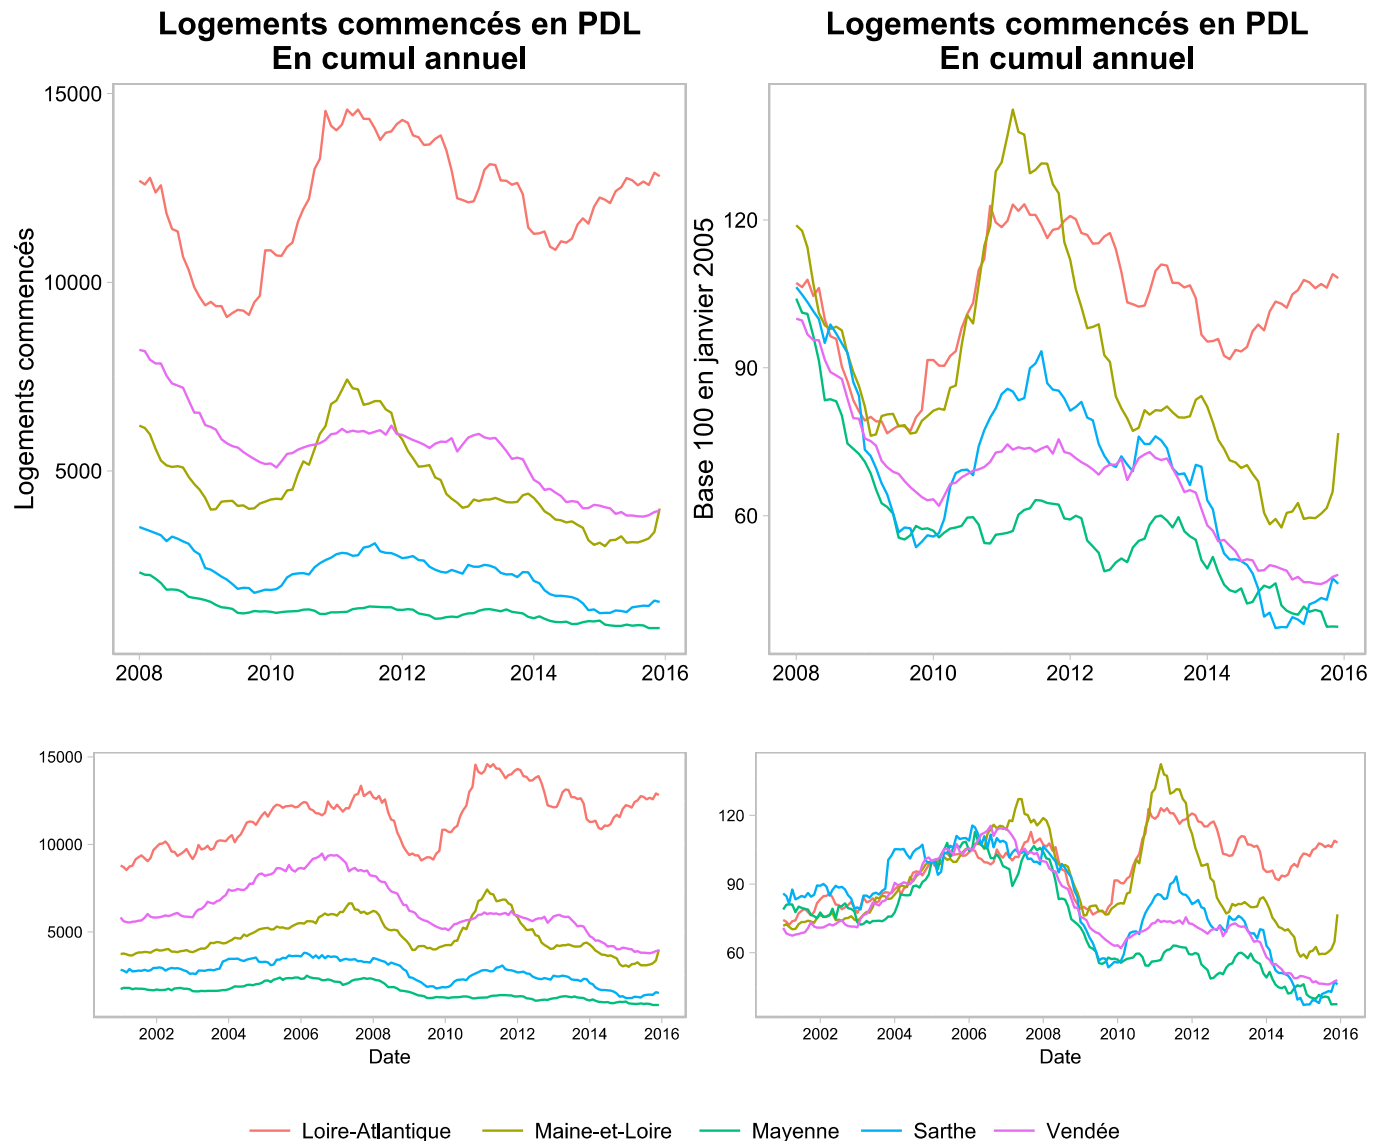 Logements commencés en PDL
En cumul annuel
Logements commencés
15000
10000
5000
2008 2010 2012 2014 2016
Logements commencés en PDL
En cumul annuel
Base 100 en janvier 2005
120
90
60
2008 2010 2012 2014 2016
15000
10000
5000
2002 2004 2006 2008 2010 2012 2014 2016
Date
120
90
60
2002 2004 2006 2008 2010 2012 2014 2016
Date
Loire-Atlantique Maine-et-Loire Mayenne Sarthe Vendée